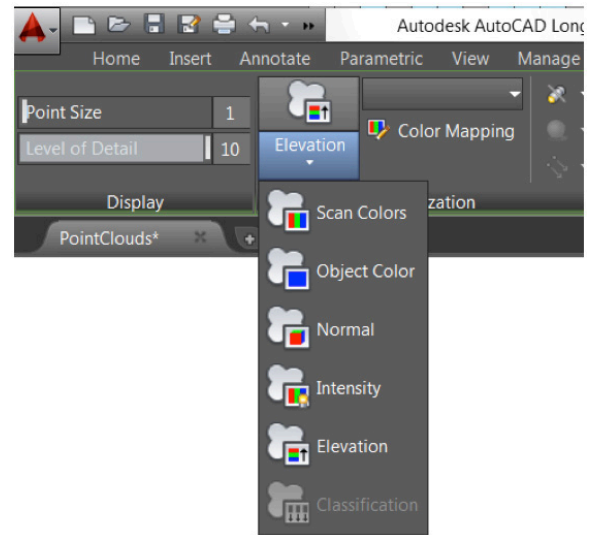 Autodesk AutoCAD Long
Home Insert Annotate Parametric View Manage
Point Size 1
Level of Detail 10
Elevation
Color Mapping
Display
zation
PointClouds*
Scan Colors
Object Color
Normal
Intensity
Elevation
Classification